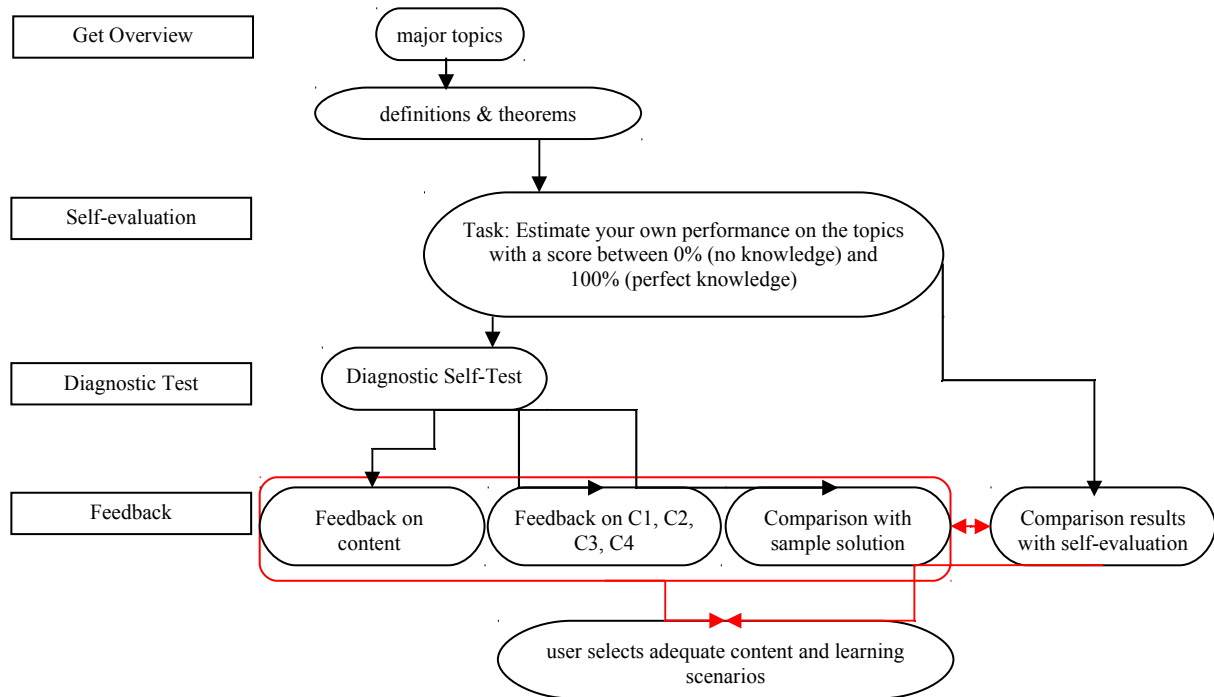 Get Overview
major topics
definitions & theorems
Self-evaluation
Task: Estimate your own performance on the topics
with a score between 0% (no knowledge) and
100% (perfect knowledge)
Diagnostic Test
Diagnostic Self-Test
Feedback
Feedback on
content
Feedback on C1, C2,
C3, C4
Comparison with
sample solution
Comparison results
with self-evaluation
user selects adequate content and learning
scenarios